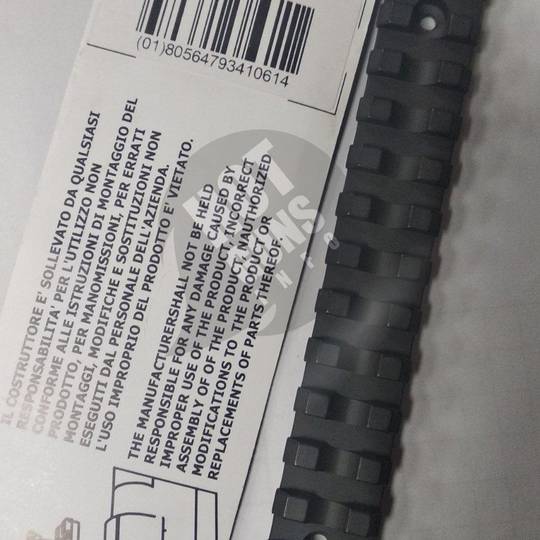 (01)80564793410614
IL COSTRUTTORE E' SOLLEVATO DA QUALSIASI
RESPONSABILITA' PER L'UTILIZZO NON
CONFORME ALLE ISTRUZIONI DI MONTAGGIO DEL
PRODOTTO, PER MANOMISSIONI, PER ERRATI
MONTAGGI, MODIFICHE E SOSTITUZIONI NON
ESEGUITI DAL PERSONALE DELL'AZIENDA.
L'USO IMPROPRIO DEL PRODOTTO E' VIETATO.
THE MANUFACTURERSHALL NOT BE HELD
RESPONSIBLE FOR ANY DAMAGE CAUSED BY
IMPROPER USE OF THE PRODUCT, INCORRECT
ASSEMBLY OF OF THE PRODUCT, NAUTHORIZED
MODIFICATIONS TO THE PRODUCT OR
REPLACEMENTS OF PARTS THEREOF.